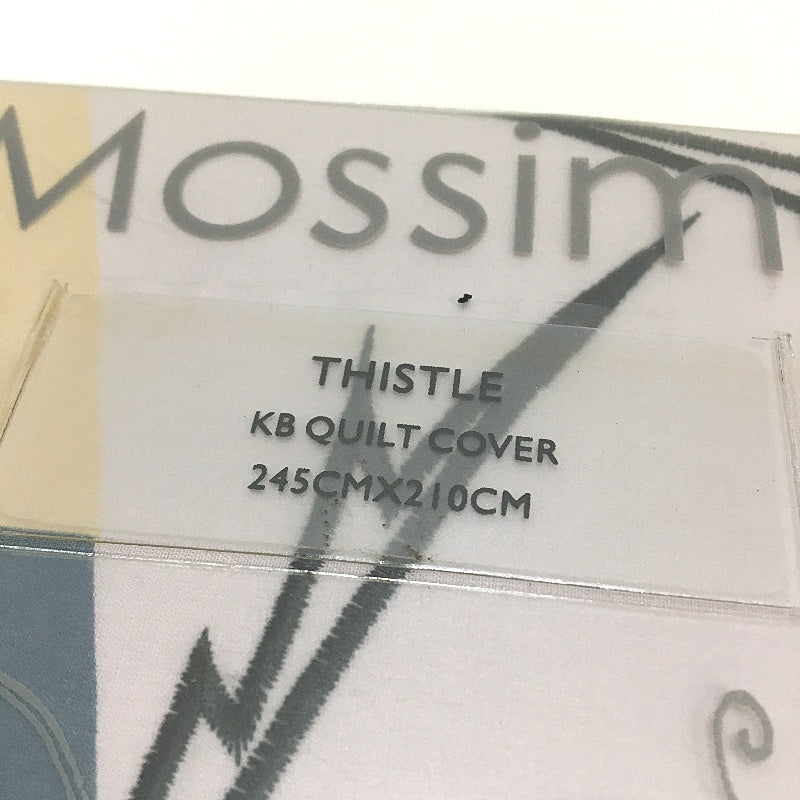 Mossim
THISTLE
KB QUILT COVER
245CMX210CM